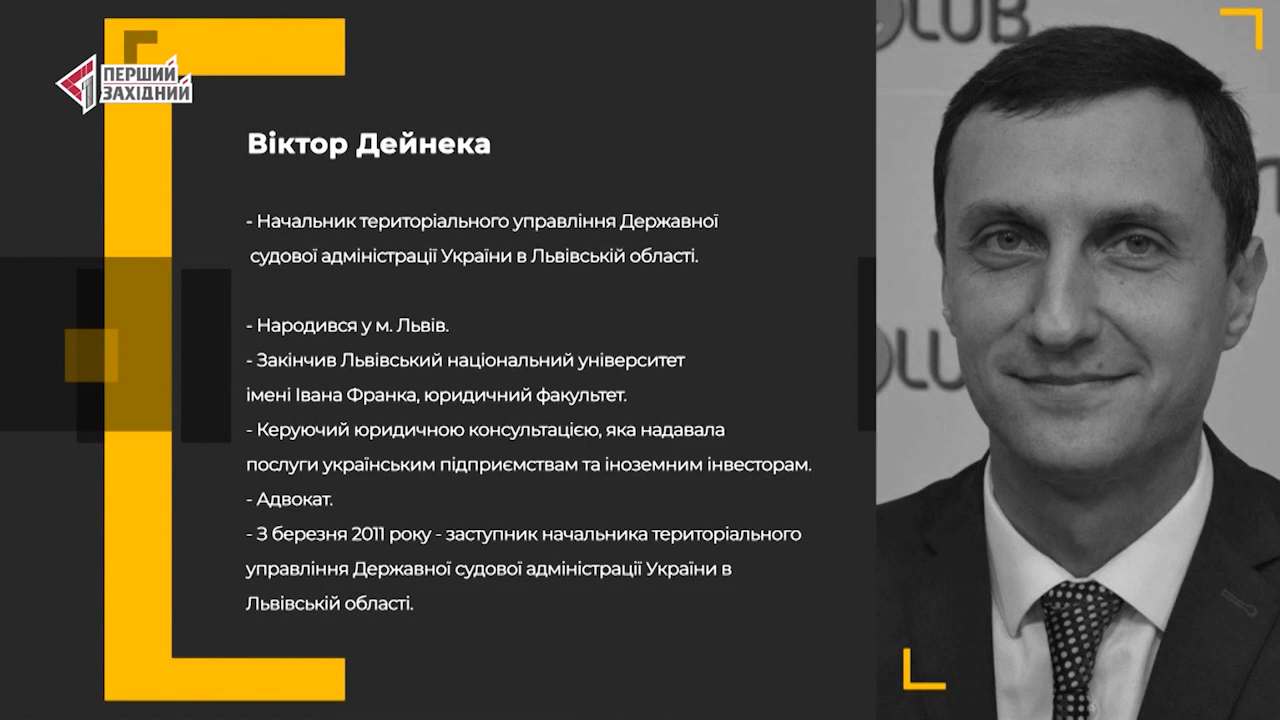 ПЕРШИЙ
ЗАХІДНИЙ
LUB
Віктор Дейнека
- Начальник територіального управління Державної
судової адміністрації України в Львівській області.
- Народився у м. Львів.
- Закінчив Львівський національний університет
імені Івана Франка, юридичний факультет.
- Керуючий юридичною консультацією, яка надавала
послуги українським підприємствам та іноземним інвесторам.
- Адвокат.
- З березня 2011 року - заступник начальника територіального
управління Державної судової адміністрації України в
Львівській області.